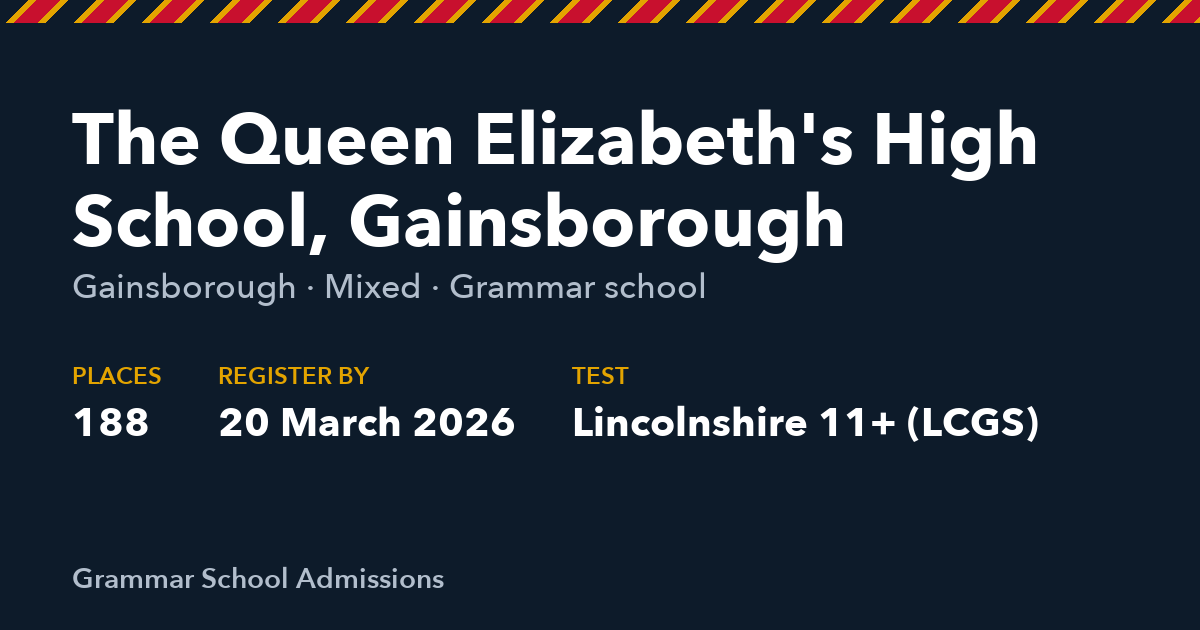 The Queen Elizabeth's High
School, Gainsborough
Gainsborough · Mixed · Grammar school
PLACES REGISTER BY TEST
188 20 March 2026 Lincolnshire 11+ (LCGS)
Grammar School Admissions